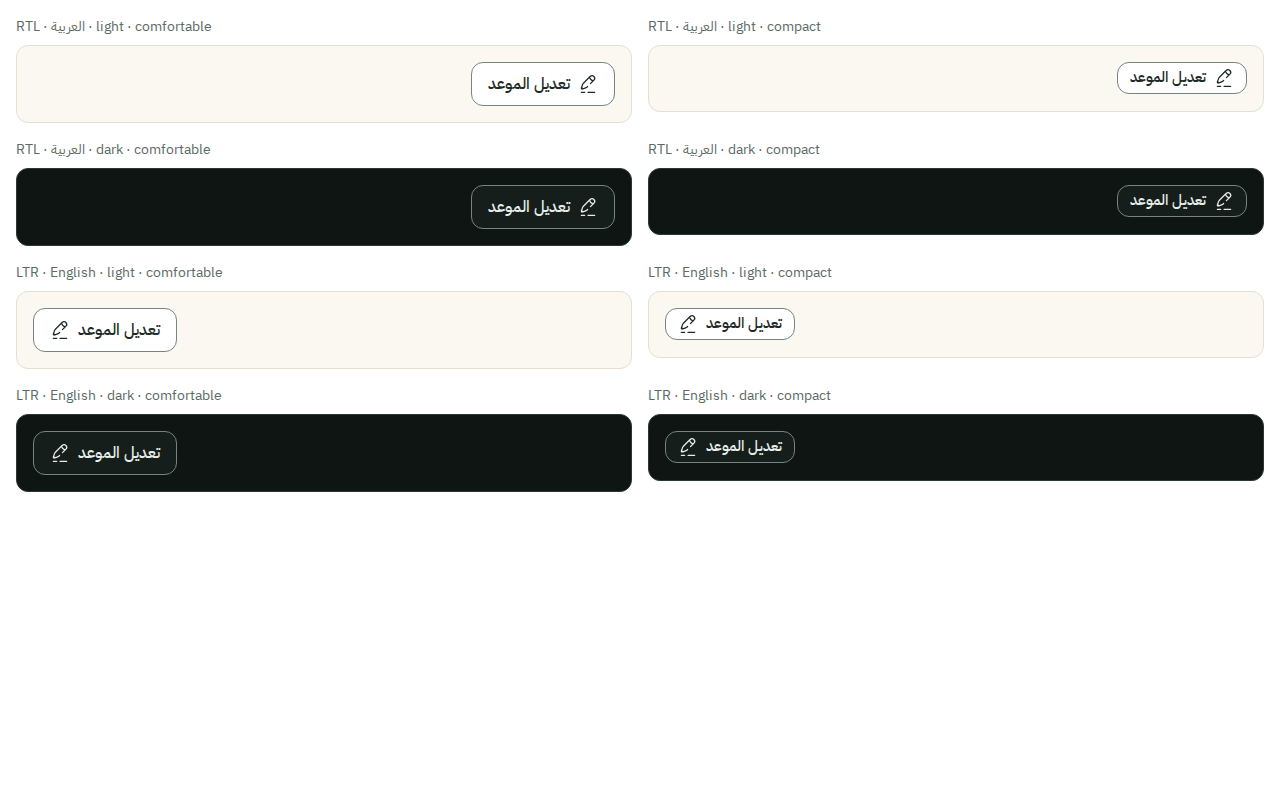 RTL · العربية · light · comfortable
تعديل الموعد
RTL · العربية · light · compact
تعديل الموعد
RTL · العربية · dark · comfortable
تعديل الموعد
RTL · العربية · dark · compact
تعديل الموعد
LTR · English · light · comfortable
تعديل الموعد
LTR · English · light · compact
تعديل الموعد
LTR · English · dark · comfortable
تعديل الموعد
LTR · English · dark · compact
تعديل الموعد